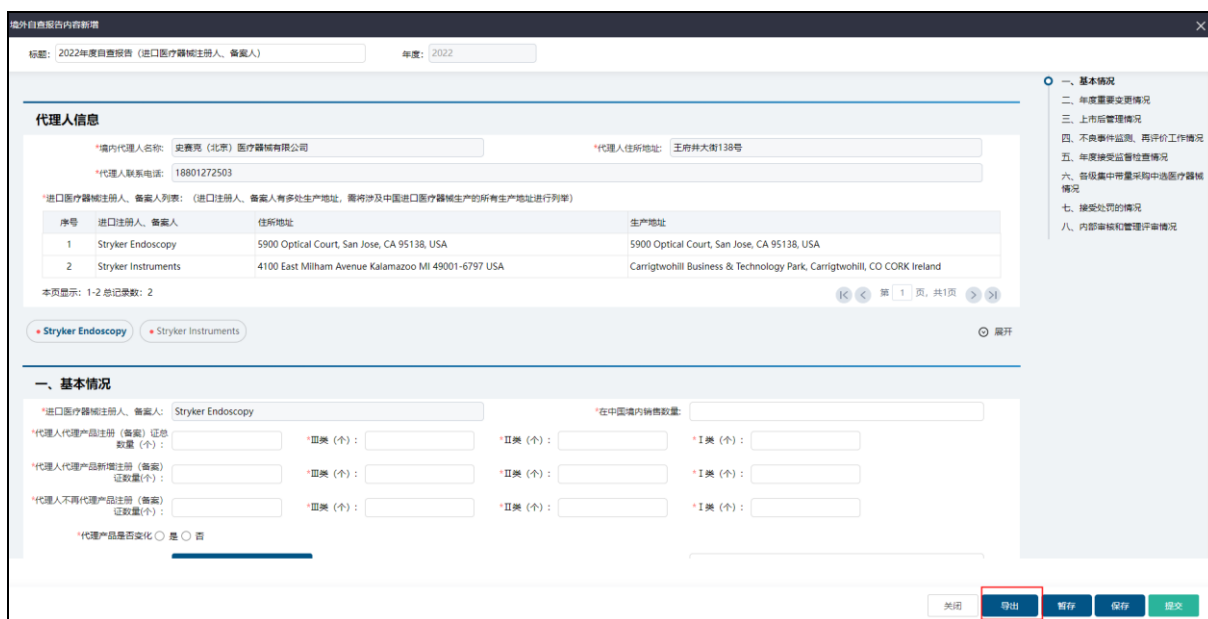 境外自查报告内容新增
标题: 2022年度自查报告（进口医疗器械注册人、备案人） 年度: 2022
代理人信息
*境内代理人名称: 史赛克（北京）医疗器械有限公司 *代理人住所地址: 王府井大街138号
*代理人联系电话: 18801272503
*进口医疗器械注册人、备案人列表: （进口注册人、备案人有多处生产地址，需将涉及中国进口医疗器械生产的所有生产地址进行列举）
序号 进口注册人、备案人 住所地址 生产地址
1 Stryker Endoscopy 5900 Optical Court, San Jose, CA 95138, USA 5900 Optical Court, San Jose, CA 95138, USA
2 Stryker Instruments 4100 East Milham Avenue Kalamazoo MI 49001-6797 USA Carrigtwohill Business & Technology Park, Carrigtwohill, CO CORK Ireland
本页显示: 1-2 总记录数: 2 第 1 页, 共1页
Stryker Endoscopy Stryker Instruments 展开
一、基本情况
*进口医疗器械注册人、备案人: Stryker Endoscopy *在中国境内销售数量:
*代理人代理产品注册（备案）证总
数量（个）: *Ⅲ类（个）: *Ⅱ类（个）: *Ⅰ类（个）:
*代理人代理产品新增注册（备案）
证数量(个）: *Ⅲ类（个）: *Ⅱ类（个）: *Ⅰ类（个）:
*代理人不再代理产品注册（备案）
证数量(个）: *Ⅲ类（个）: *Ⅱ类（个）: *Ⅰ类（个）:
*代理产品是否变化 是 否
一、基本情况
二、年度重要变更情况
三、上市后管理情况
四、不良事件监测、再评价工作情况
五、年度接受监督检查情况
六、各级集中带量采购中选医疗器械
情况
七、接受处罚的情况
八、内部审核和管理评审情况
关闭 导出 暂存 保存 提交